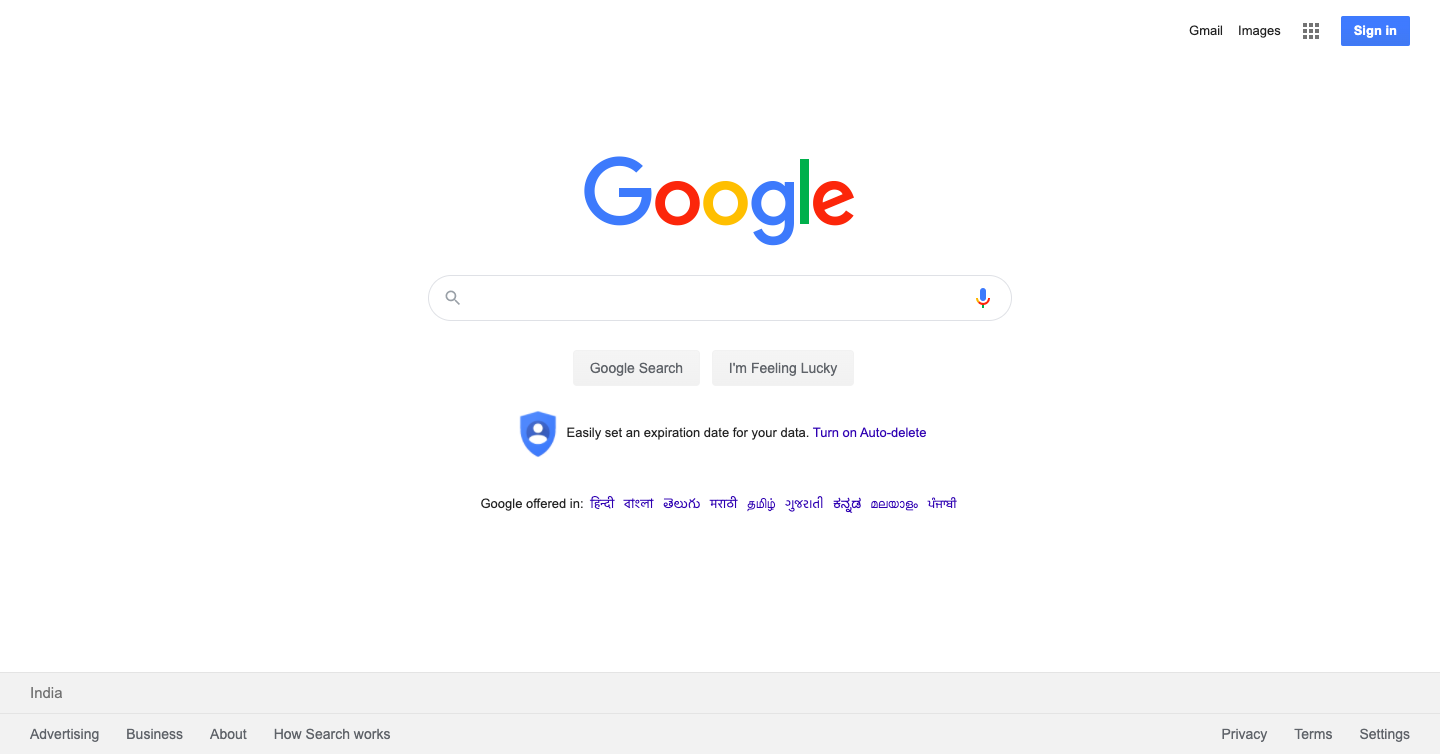 Gmail Images Sign in
Google
Google Search I'm Feeling Lucky
Easily set an expiration date for your data. Turn on Auto-delete
Google offered in: हिन्दी বাংলা తెలుగు मराठी தமிழ் ગુજરાતી ಕನ್ನಡ മലയാളം ਪੰਜਾਬੀ
India
Advertising Business About How Search works Privacy Terms Settings